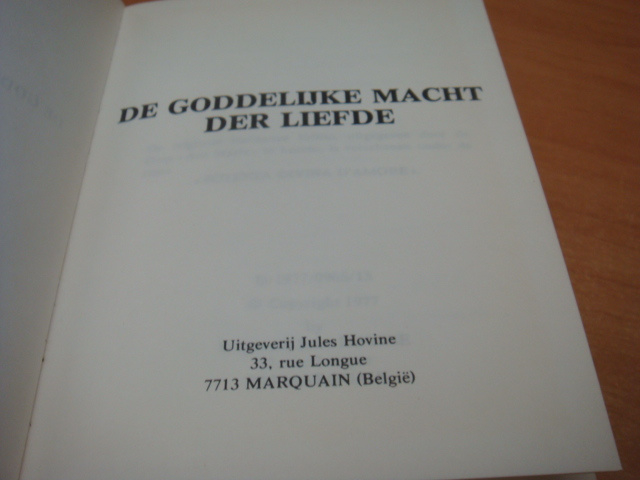 DE GODDELIJKE MACHT
DER LIEFDE
Uitgeverij Jules Hovine
33, rue Longue
7713 MARQUAIN (België)